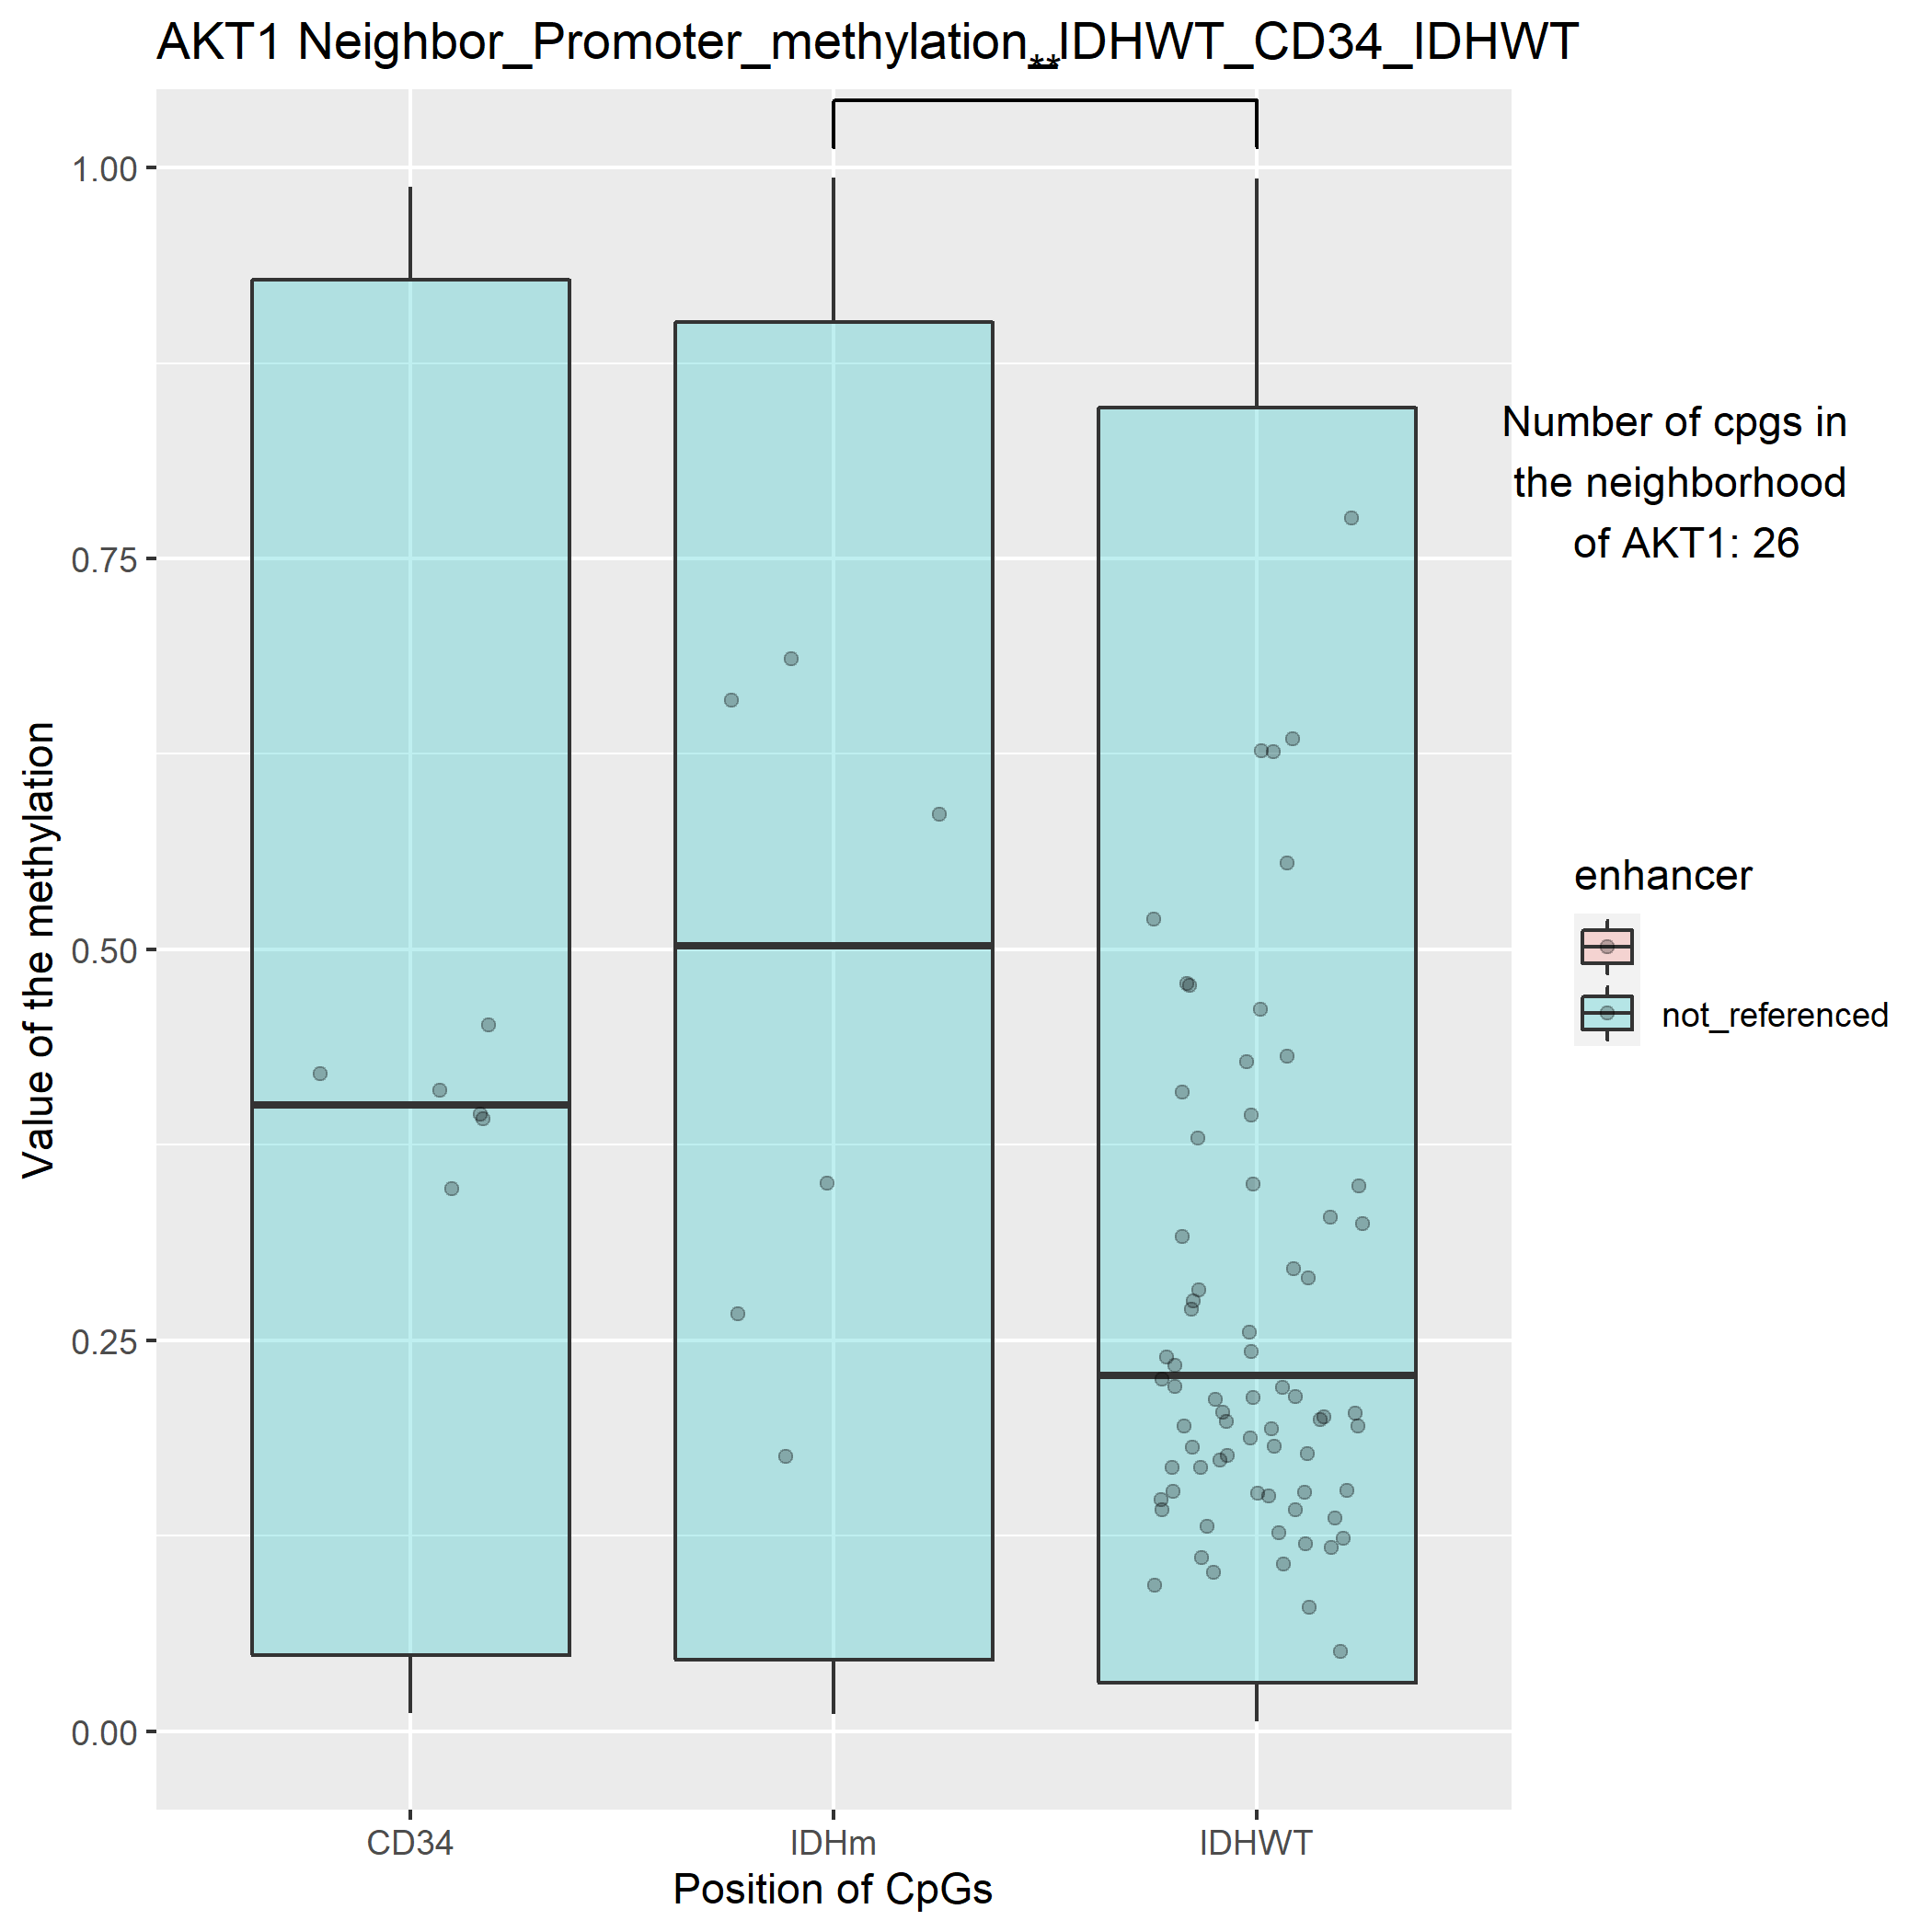 AKT1 Neighbor_Promoter_methylation_IDHWT_CD34_IDHWT
**
1.00
0.75
0.50
0.25
0.00
Value of the methylation
CD34
IDHm
IDHWT
Position of CpGs
Number of cpgs in
the neighborhood
of AKT1: 26
enhancer
not_referenced